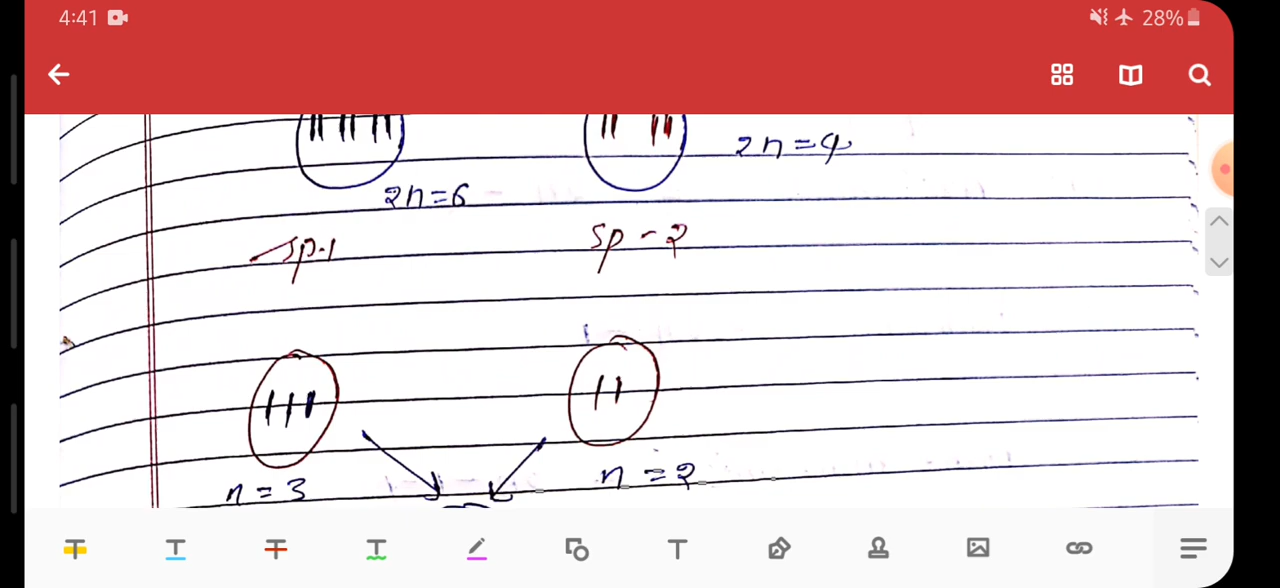 4:41 28%
2n=4
2n=6
sp-1 sp-2
n=3 n=2
T T T T T